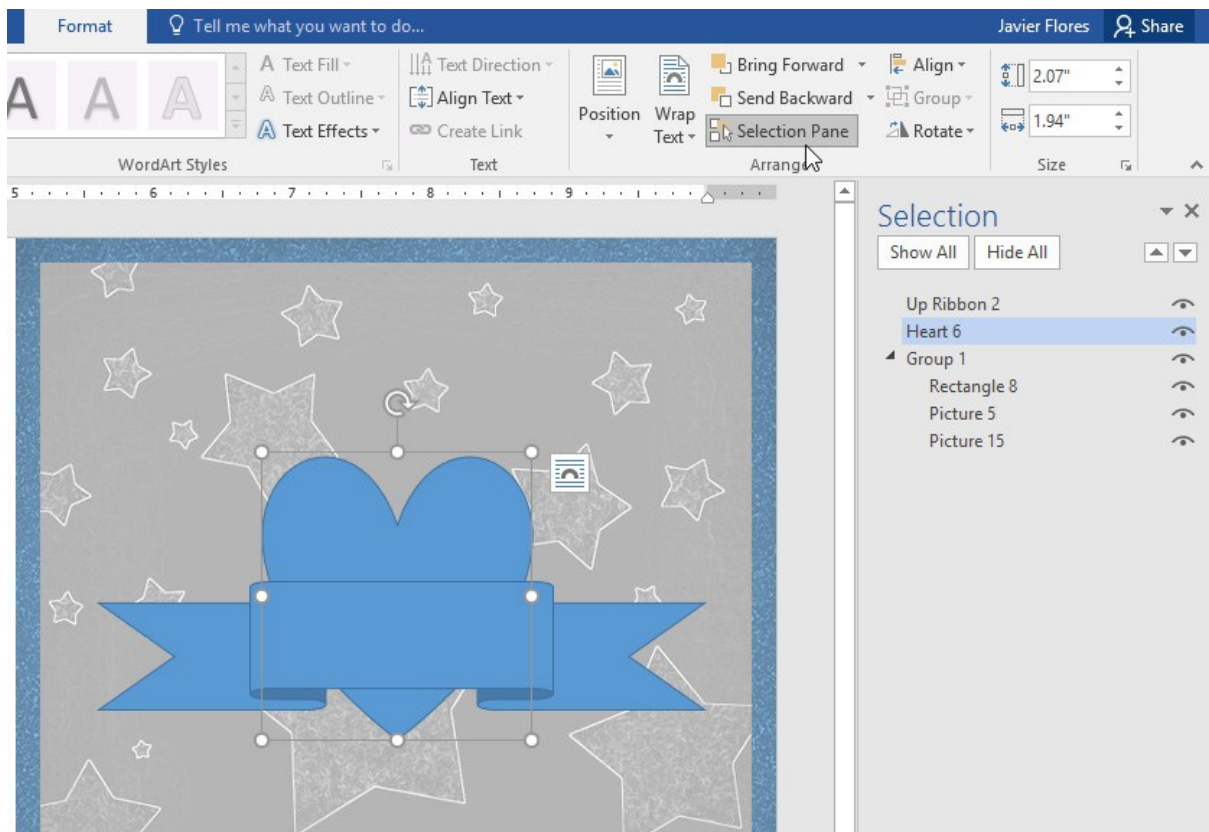 Format
Tell me what you want to do...
Javier Flores
Share
A A A
Text Fill
Text Outline
Text Effects
WordArt Styles
Text Direction
Align Text
Create Link
Text
Position
Wrap
Text
Bring Forward
Send Backward
Selection Pane
Arrange
Align
Group
Rotate
2.07"
1.94"
Size
5 6 7 8 9
Selection
Show All
Hide All
Up Ribbon 2
Heart 6
Group 1
Rectangle 8
Picture 5
Picture 15